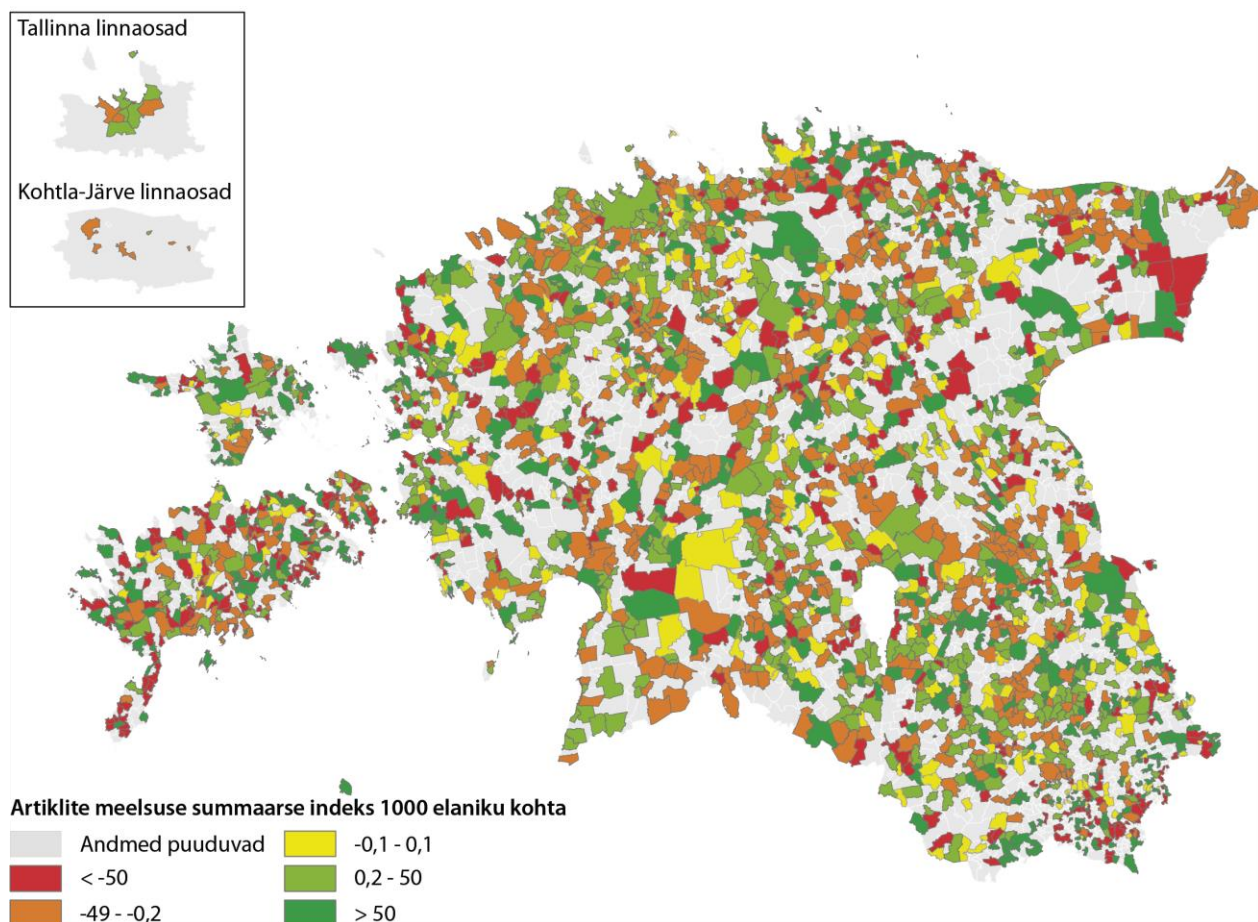 Tallinna linnaosad
Kohtla-Järve linnaosad
Artiklite meelsuse summaarse indeks 1000 elaniku kohta
Andmed puuduvad
< -50
-49 - -0,2
-0,1 - 0,1
0,2 - 50
> 50